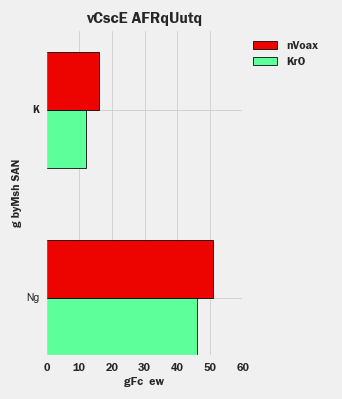 vCscE AFRqUutq
nVoax
KrO
K
Ng
g byMsh SAN
0 10 20 30 40 50 60
gFc ew